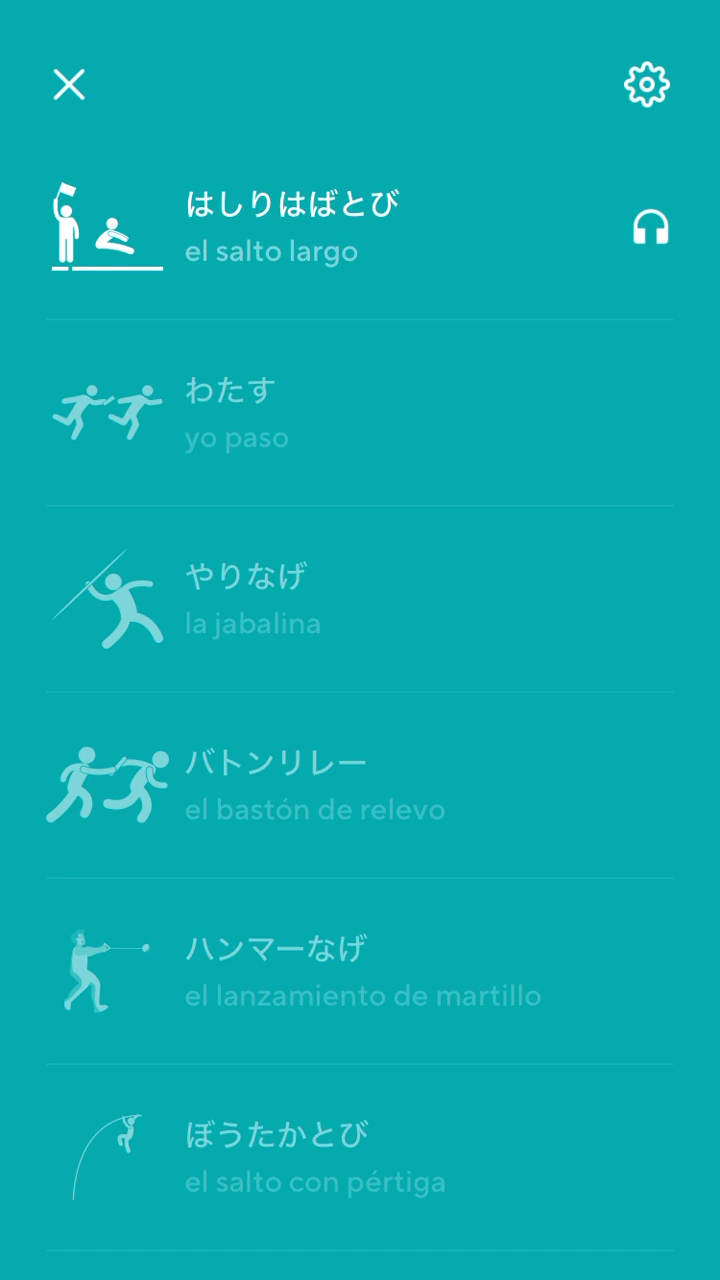 はしりはばとび
el salto largo
わたす
yo paso
やりなげ
la jabalina
バトンリレー
el bastón de relevo
ハンマーなげ
el lanzamiento de martillo
ぼうたかとび
el salto con pértiga